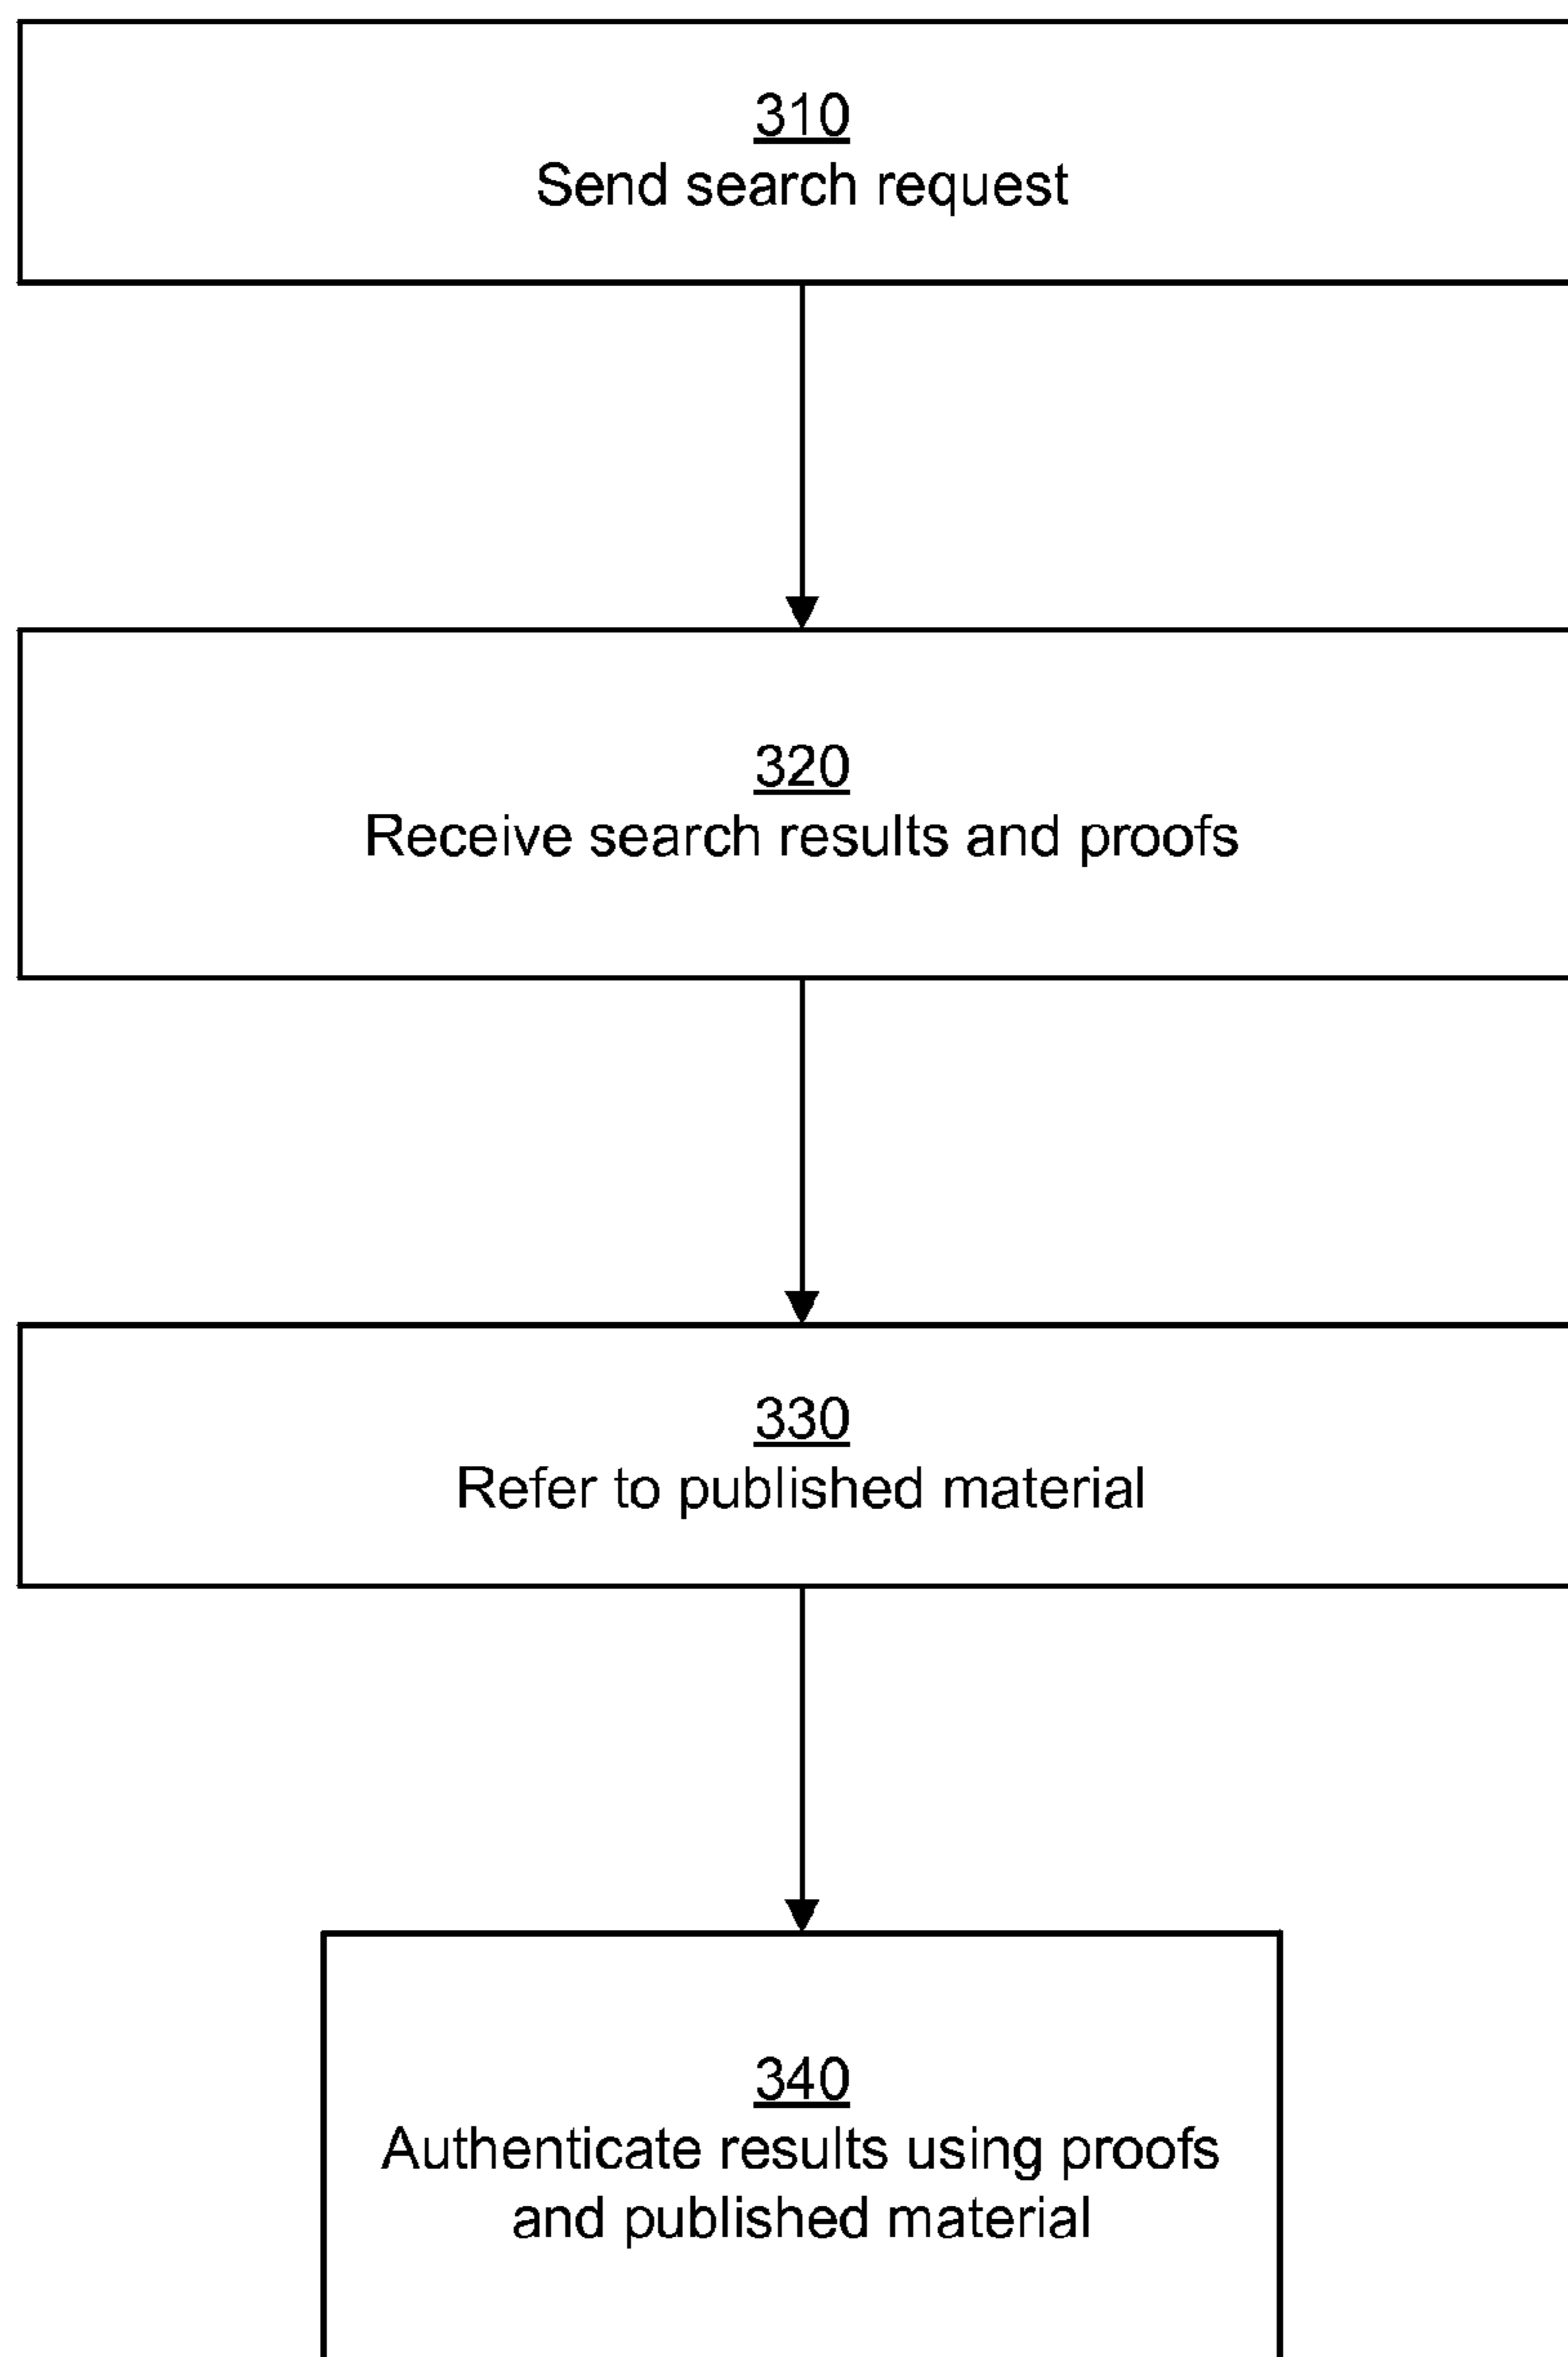 310
Send search request
320
Receive search results and proofs
330
Refer to published material
340
Authenticate results using proofs
and published material